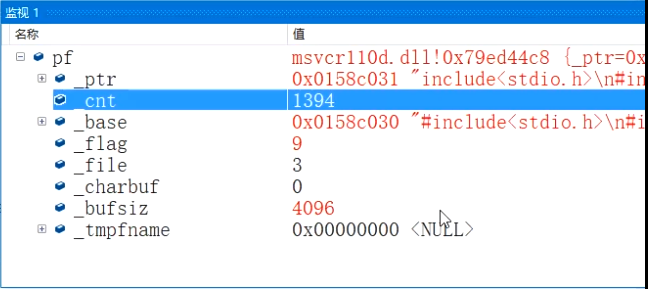 监视 1
名称 值
pf msvcr110d.dll!0x79ed44c8 {_ptr=0x
_ptr 0x0158c031 "include<stdio.h>\n#in
_cnt 1394
_base 0x0158c030 "#include<stdio.h>\n#i
_flag 9
_file 3
_charbuf 0
_bufsiz 4096
_tmpfname 0x00000000 <NULL>